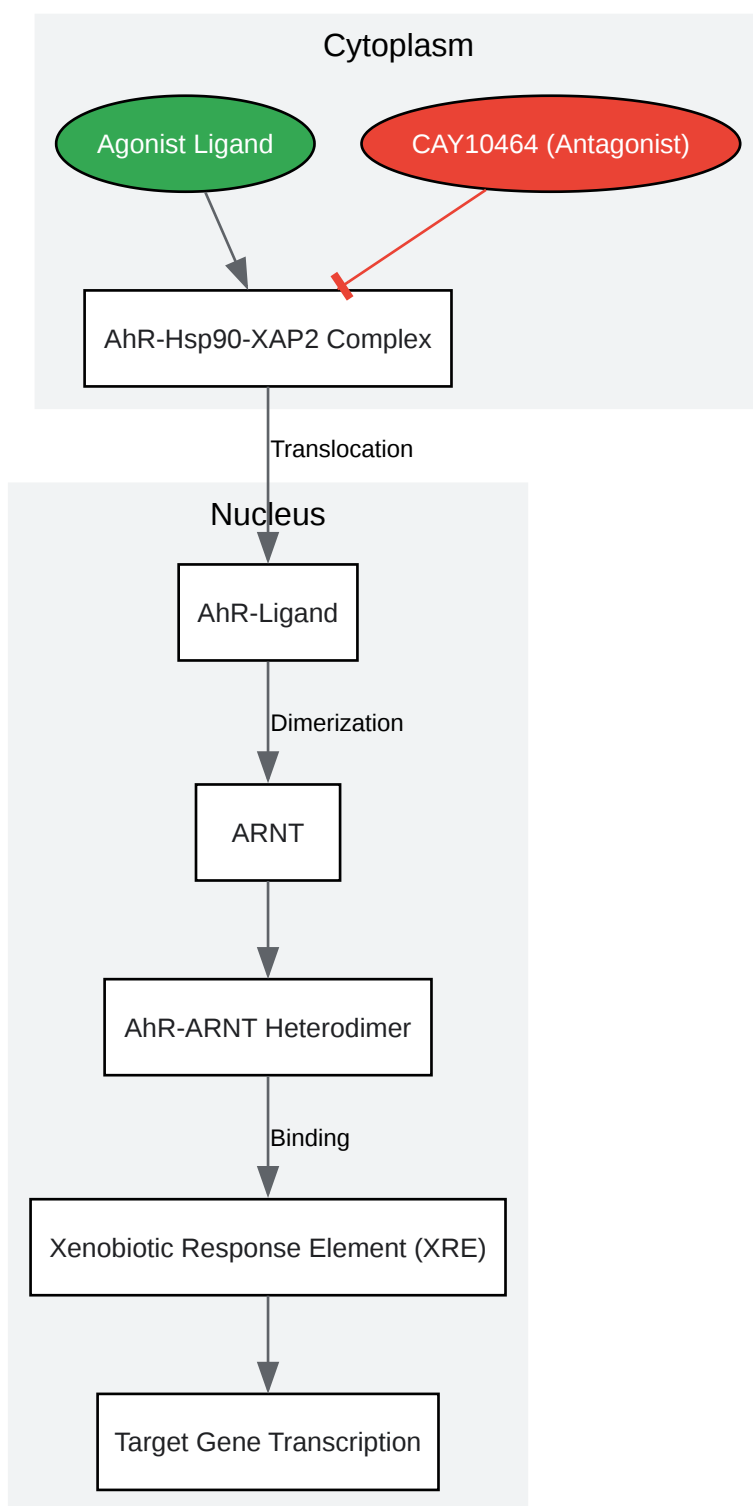 Cytoplasm
Agonist Ligand
CAY10464 (Antagonist)
AhR-Hsp90-XAP2 Complex
Translocation
Nucleus
AhR-Ligand
Dimerization
ARNT
AhR-ARNT Heterodimer
Binding
Xenobiotic Response Element (XRE)
Target Gene Transcription